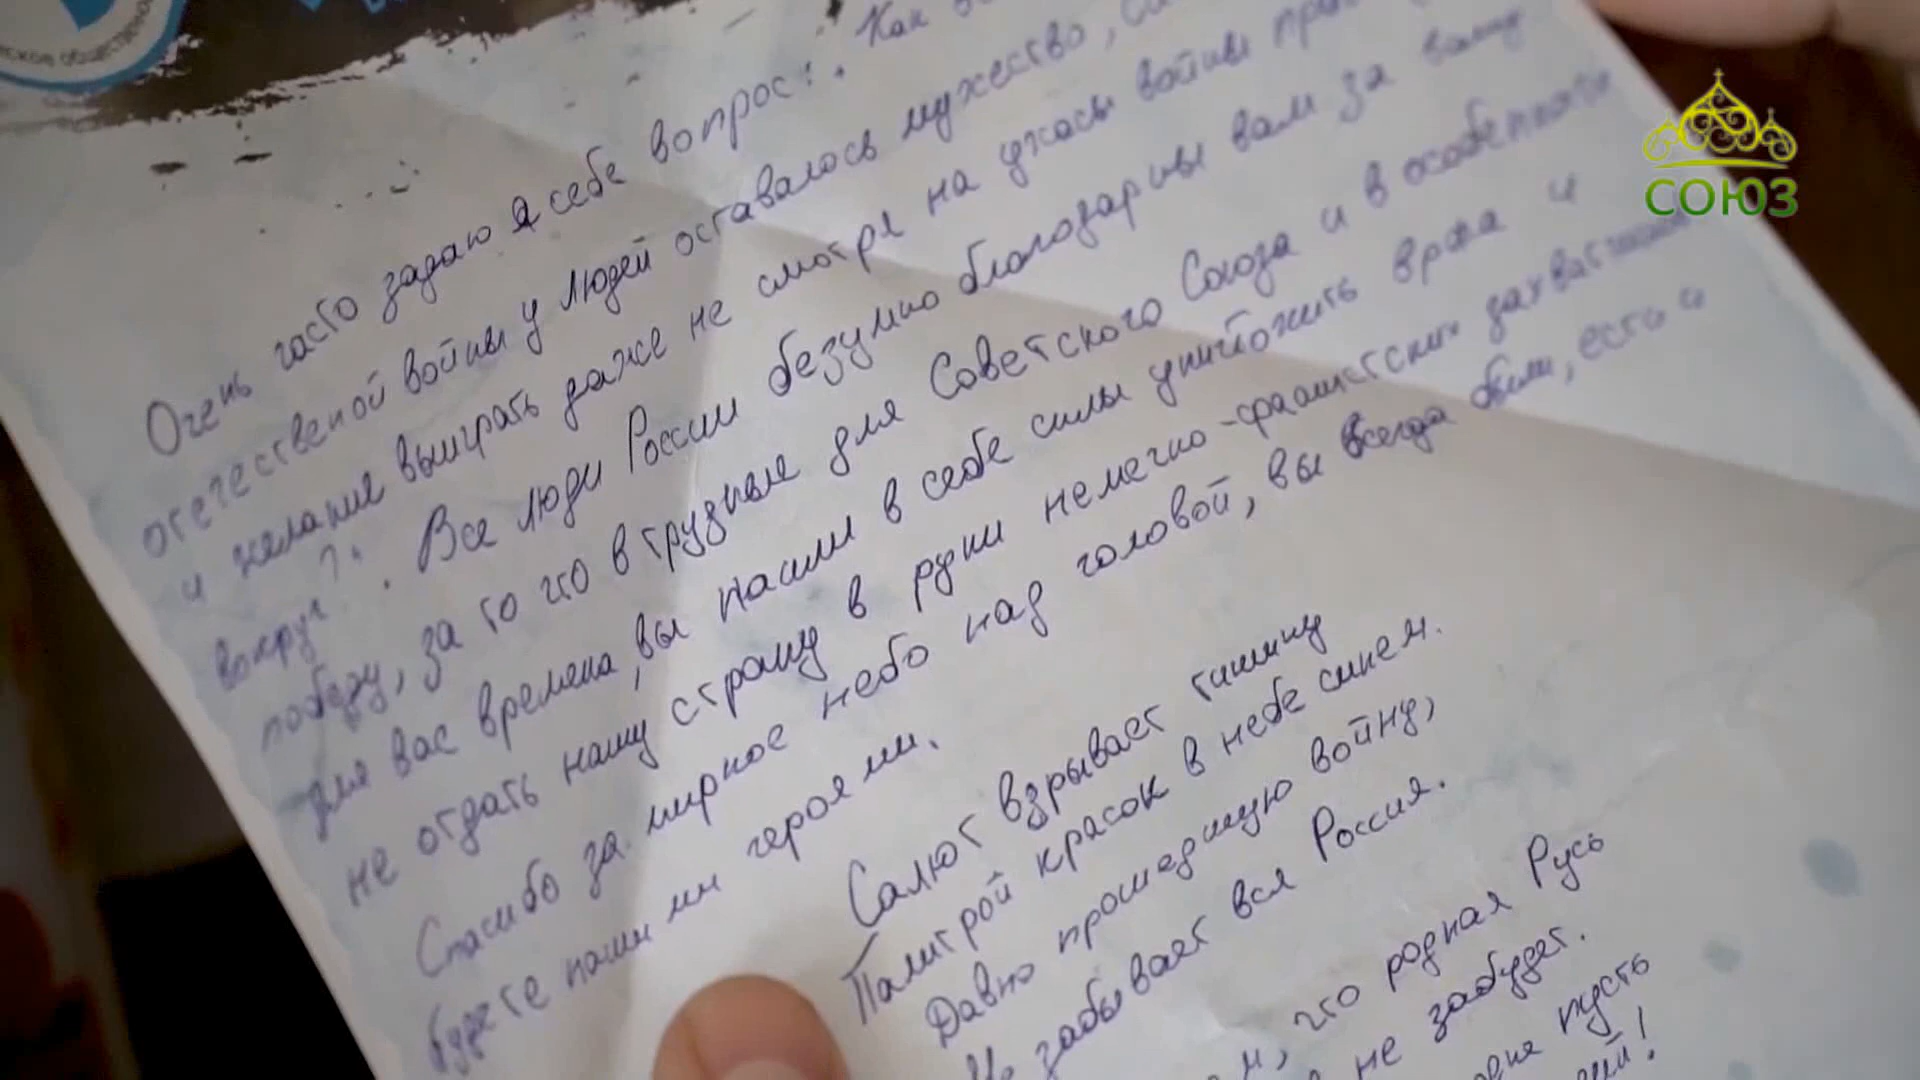 СОЮЗ
Очень часто задаю я себе вопрос: Как
отечественой войны у людей оставалось мужество,
и желание выиграть даже не смотря на ужасы войны
вокруг?. Все люди России безумно благодарны вам за вашу
победу, за то что в трудные для Советского Союза и в особенности
для вас времена, вы нашли в себе силы уничтожить врага и
не отдать нашу страну в руки немечно-фашистских
Спасибо за мирное небо над головой, вы всегда были, есть и
будете нашими героями.
Салют взрывает тишину
Палитрой красок в небе синем.
Давно прошедшую войну,
Не забывает вся Россия.
что родная Русь
не забудет.
пусть